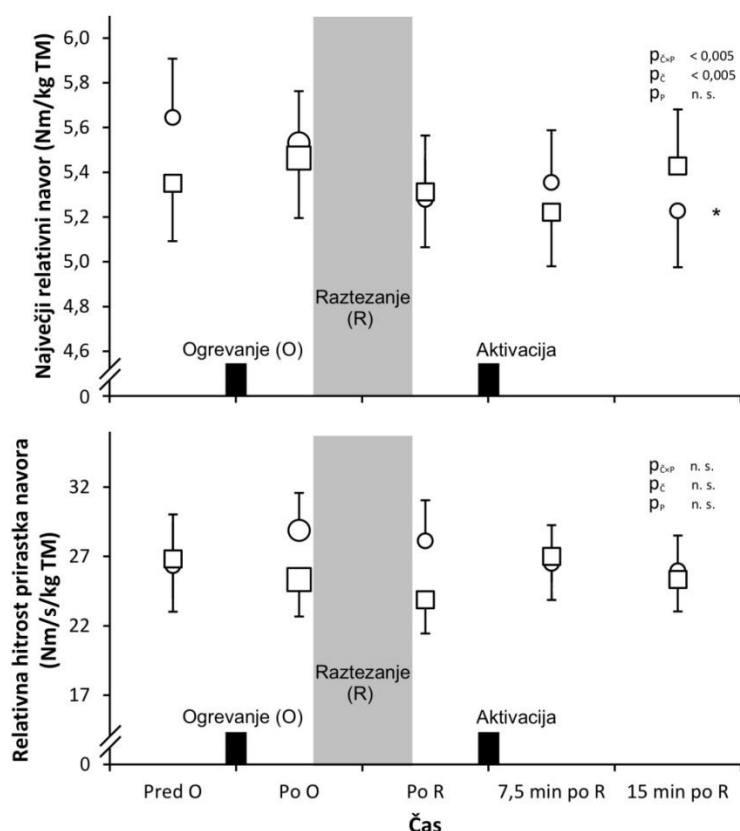 Največji relativni navor (Nm/kg TM)
6,0
5,8
5,6
5,4
5,2
5,0
4,8
4,6
0
pČ×P < 0,005
pČ < 0,005
pP n. s.
*
Raztezanje
(R)
Ogrevanje (O)
Aktivacija
Relativna hitrost prirastka navora
(Nm/s/kg TM)
32
27
22
17
0
pČ×P n. s.
pČ n. s.
pP n. s.
Raztezanje
(R)
Ogrevanje (O)
Aktivacija
Pred O Po O Po R 7,5 min po R 15 min po R
Čas